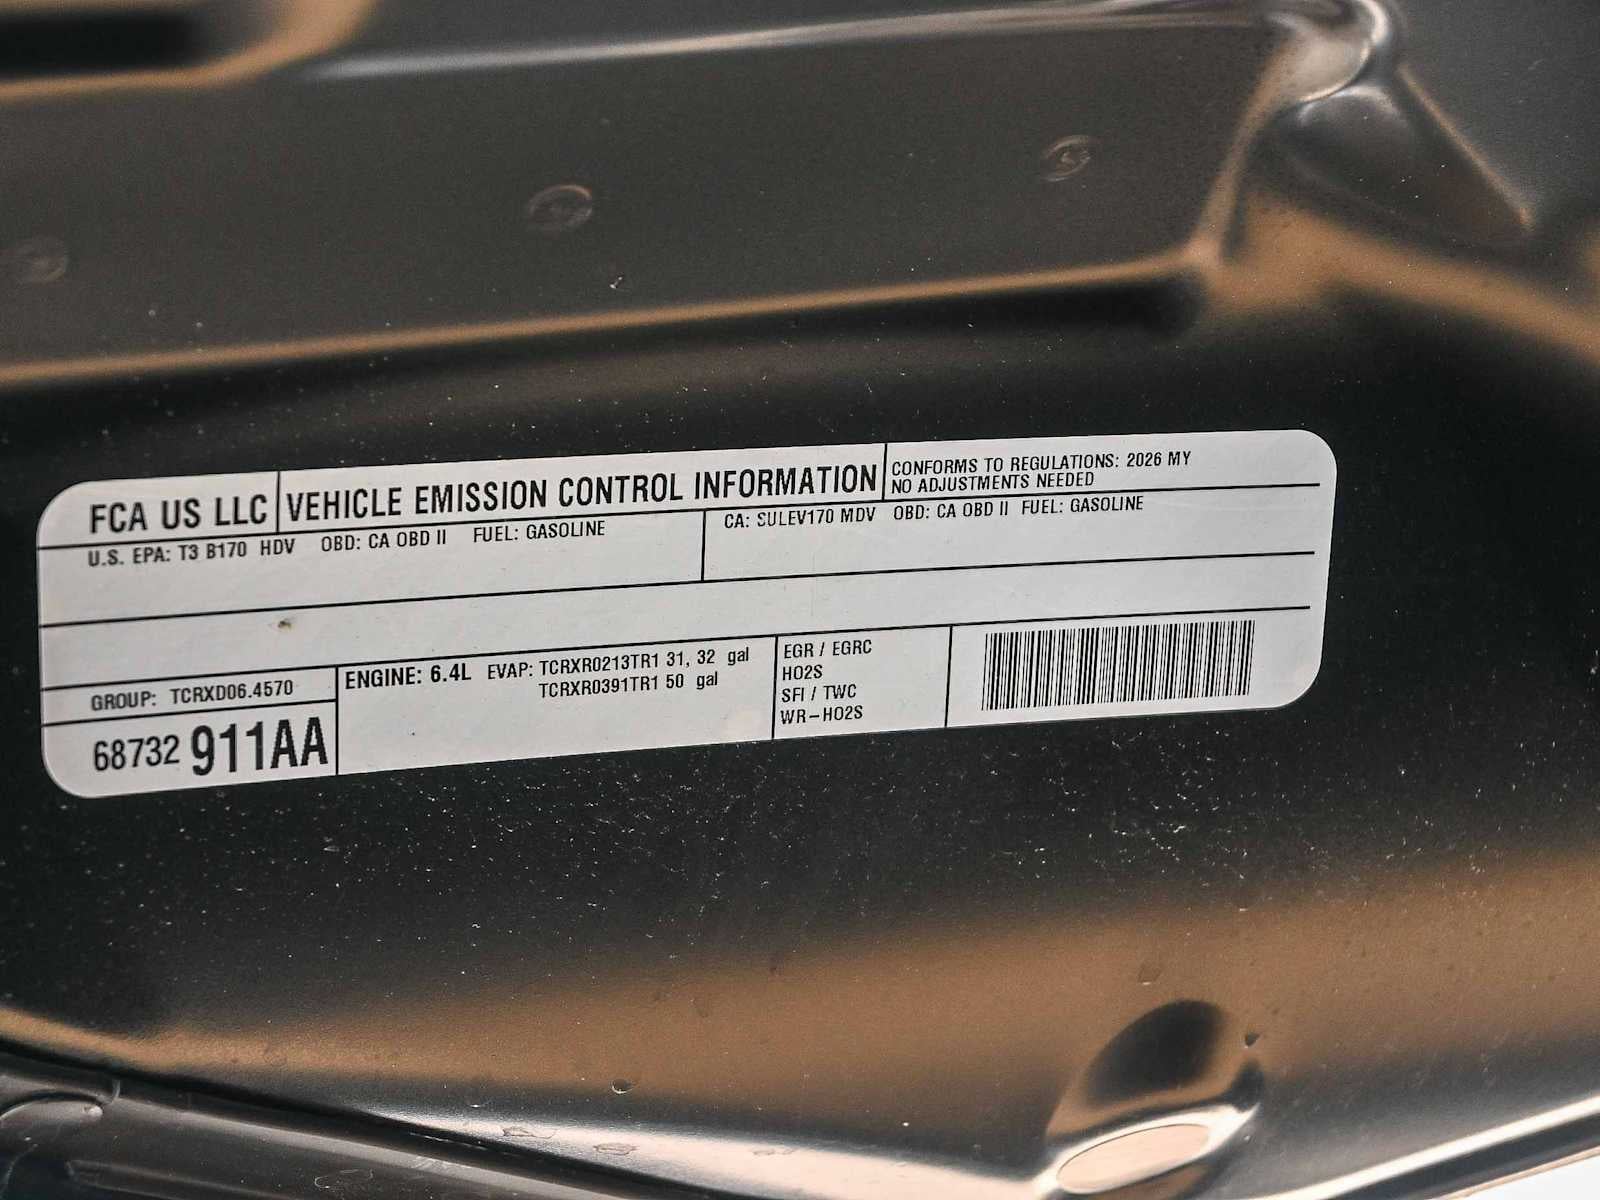 FCA US LLC VEHICLE EMISSION CONTROL INFORMATION
CONFORMS TO REGULATIONS: 2026 MY
NO ADJUSTMENTS NEEDED
U.S. EPA: T3 B170 HDV OBD: CA OBD II FUEL: GASOLINE
CA: SULEV170 MDV OBD: CA OBD II FUEL: GASOLINE
GROUP: TCRXD06.4570
68732 911AA
ENGINE: 6.4L EVAP: TCRXR0213TR1 31, 32 gal
TCRXR0391TR1 50 gal
EGR / EGRC
HO2S
SFI / TWC
WR-HO2S